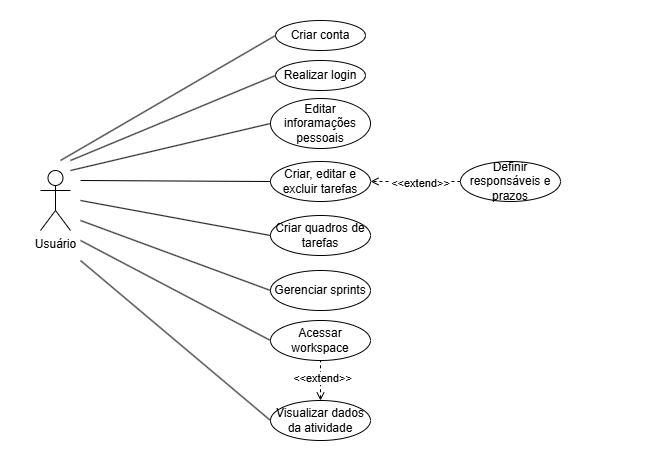 Criar conta
Realizar login
Editar
inforamações
pessoais
Criar, editar e
excluir tarefas
<<extend>>
Definir
responsáveis e
prazos
Usuário
Criar quadros de
tarefas
Gerenciar sprints
Acessar
workspace
<<extend>>
Visualizar dados
da atividade